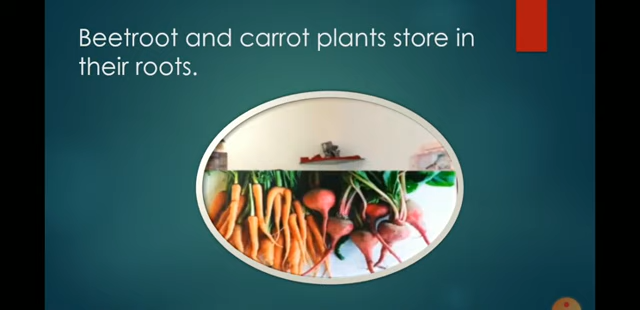 Beetroot and carrot plants store in
their roots.